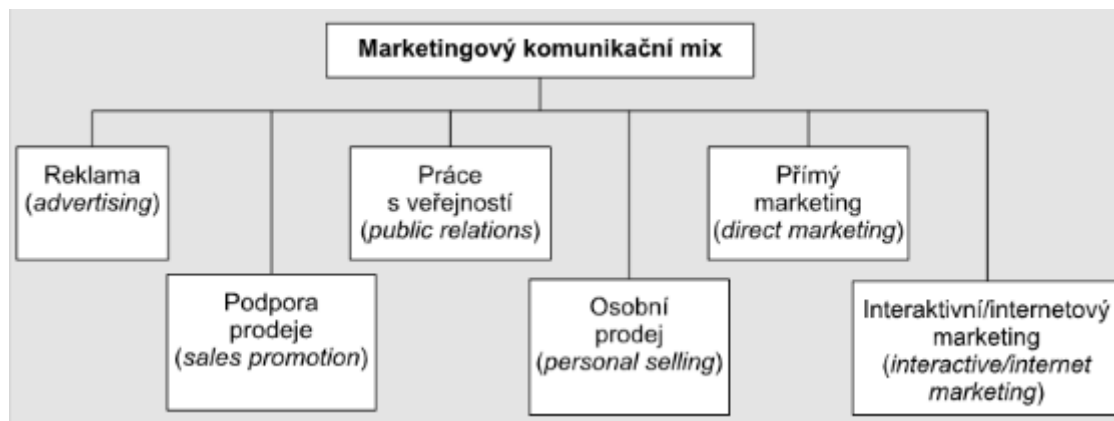 Marketingový komunikační mix
Reklama
(advertising)
Podpora
prodeje
(sales promotion)
Práce
s veřejností
(public relations)
Osobní
prodej
(personal selling)
Přímý
marketing
(direct marketing)
Interaktivní/internetový
marketing
(interactive/internet
marketing)